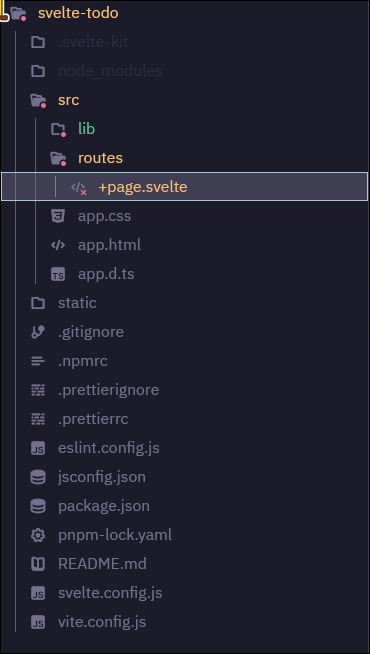 svelte-todo
.svelte-kit
node_modules
src
lib
routes
+page.svelte
app.css
app.html
app.d.ts
static
.gitignore
.npmrc
.prettierignore
.prettierrc
eslint.config.js
jsconfig.json
package.json
pnpm-lock.yaml
README.md
svelte.config.js
vite.config.js